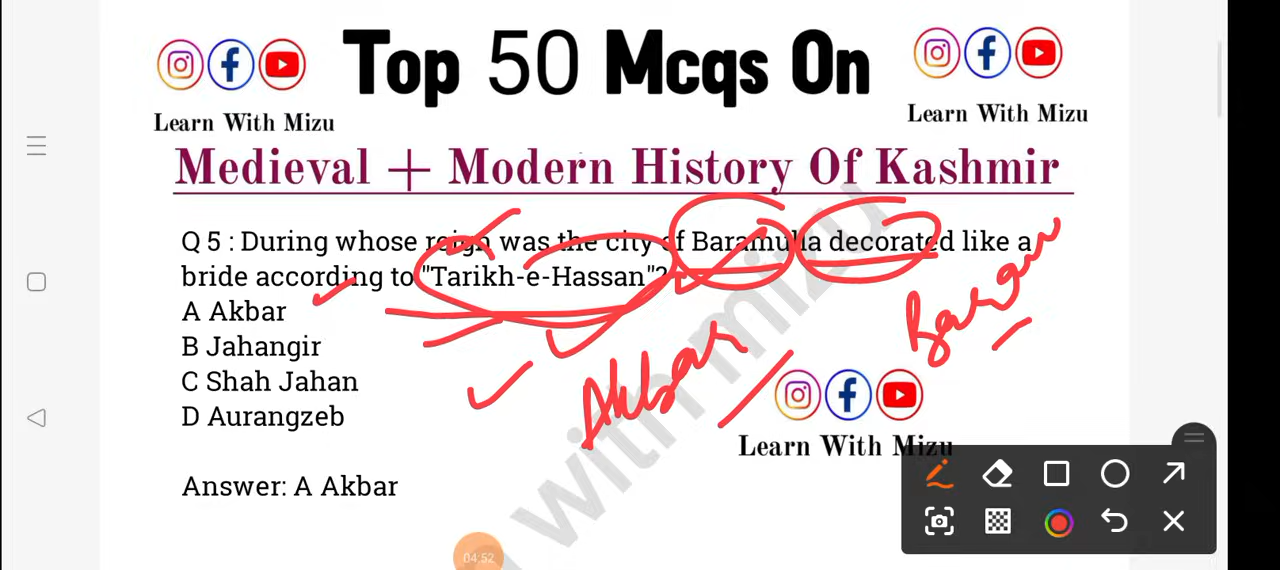 Top 50 Mcqs On
Learn With Mizu
Learn With Mizu
Medieval + Modern History Of Kashmir
Q 5 : During whose reign was the city of Baramulla decorated like a
bride according to "Tarikh-e-Hassan"?
A Akbar
B Jahangir
C Shah Jahan
D Aurangzeb
Akbar
Learn With Mizu
Answer: A Akbar
with mizu
04:52